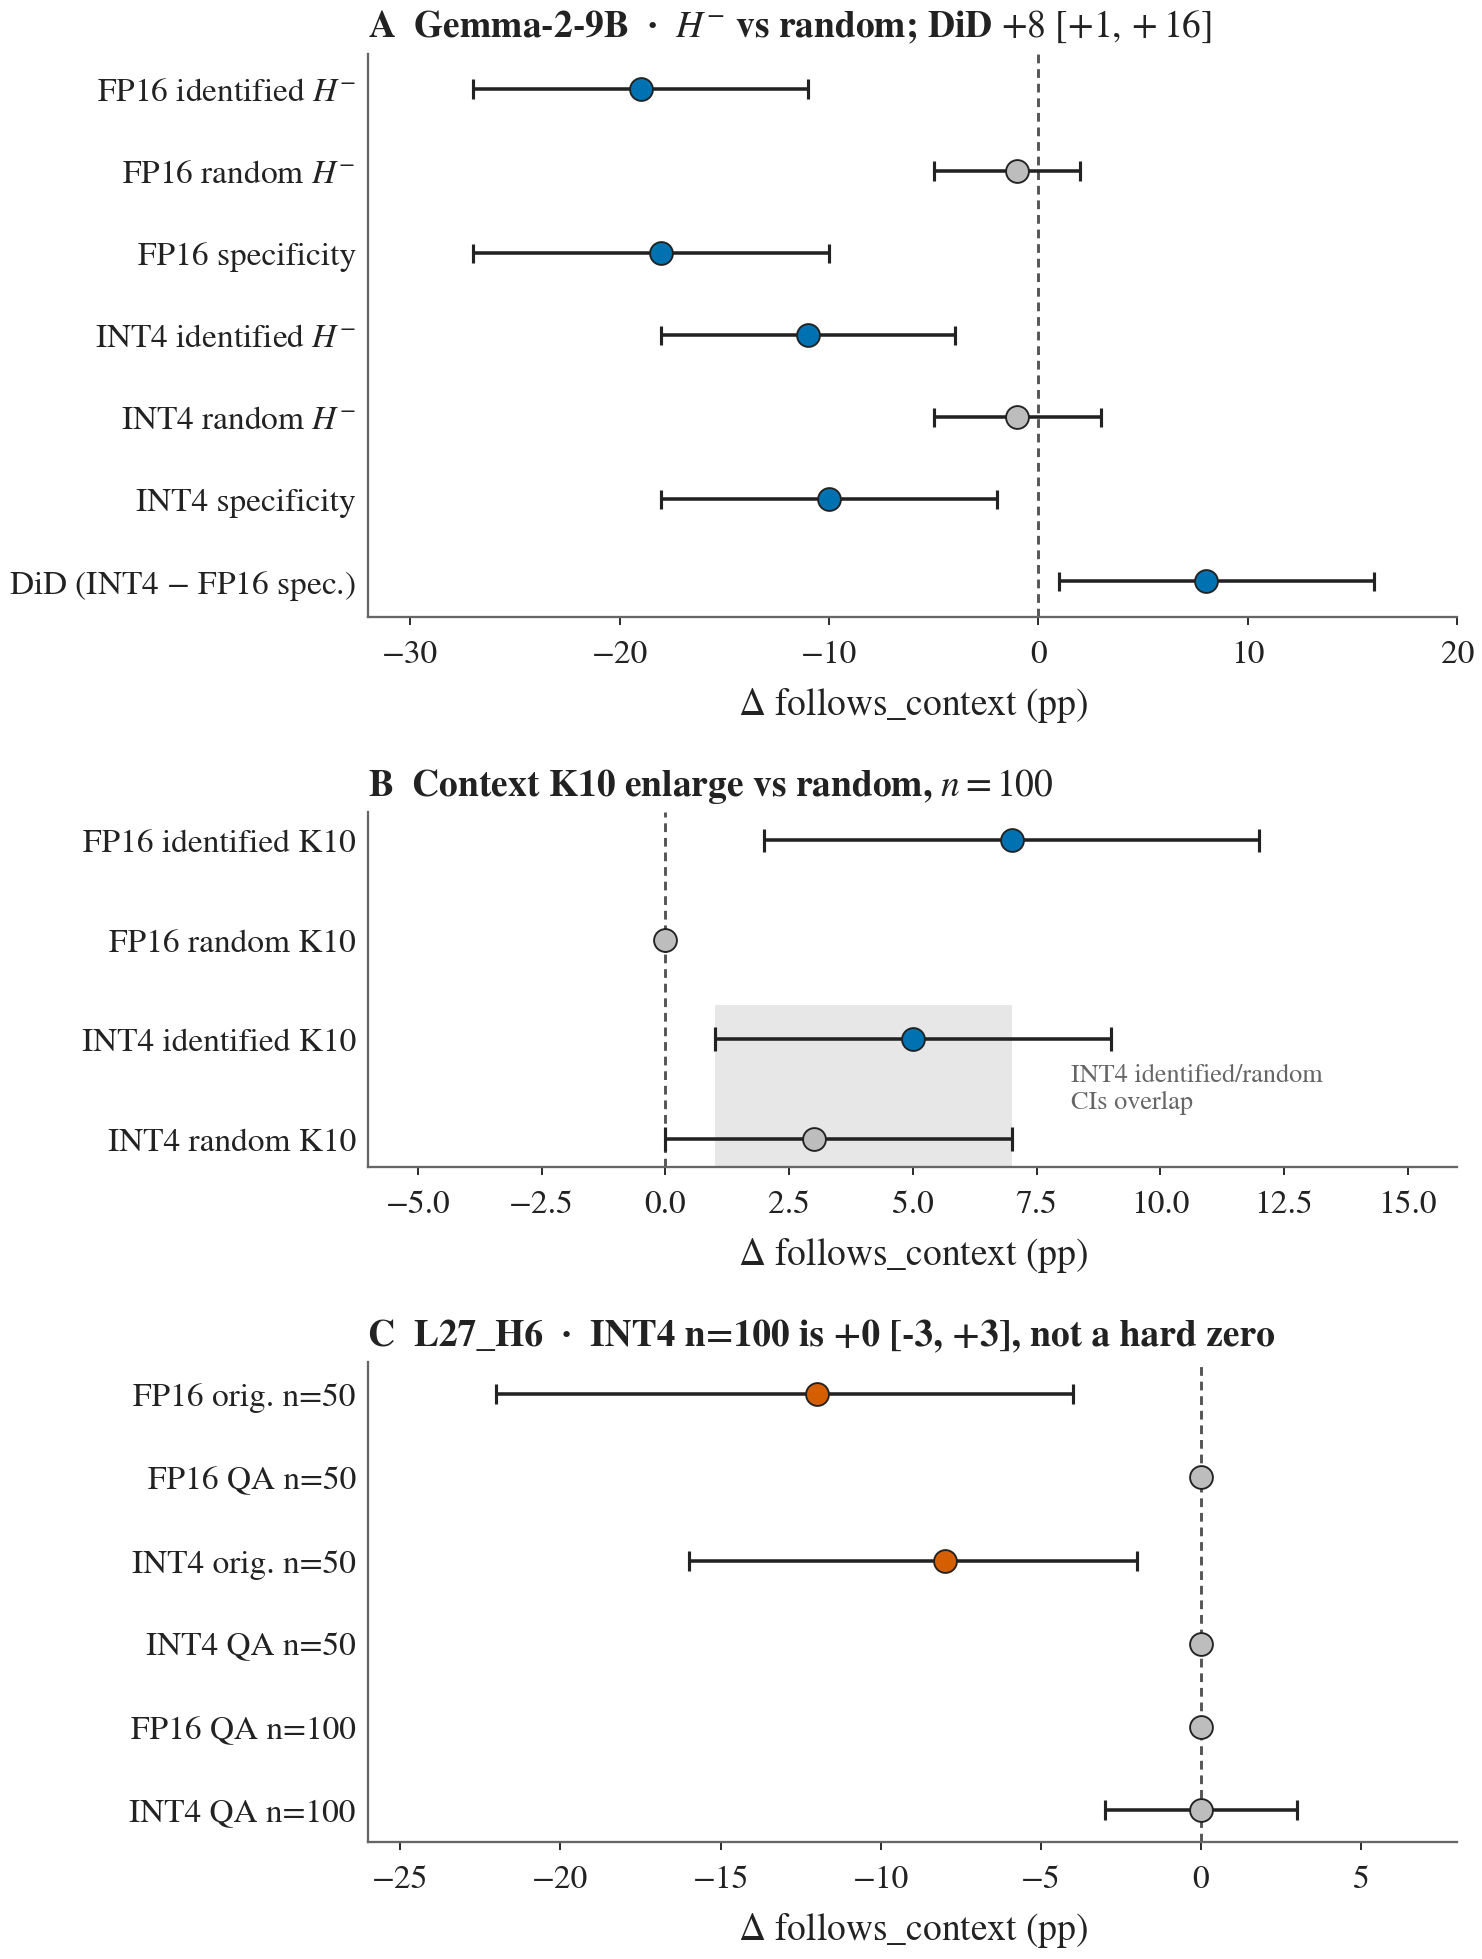 A Gemma-2-9B · H⁻ vs random; DiD +8 [+1, + 16]
FP16 identified H⁻
FP16 random H⁻
FP16 specificity
INT4 identified H⁻
INT4 random H⁻
INT4 specificity
DiD (INT4 − FP16 spec.)
−30 −20 −10 0 10 20
Δ follows_context (pp)
B Context K10 enlarge vs random, n = 100
FP16 identified K10
FP16 random K10
INT4 identified K10
INT4 identified/random
CIs overlap
INT4 random K10
−5.0 −2.5 0.0 2.5 5.0 7.5 10.0 12.5 15.0
Δ follows_context (pp)
C L27_H6 · INT4 n=100 is +0 [-3, +3], not a hard zero
FP16 orig. n=50
FP16 QA n=50
INT4 orig. n=50
INT4 QA n=50
FP16 QA n=100
INT4 QA n=100
−25 −20 −15 −10 −5 0 5
Δ follows_context (pp)